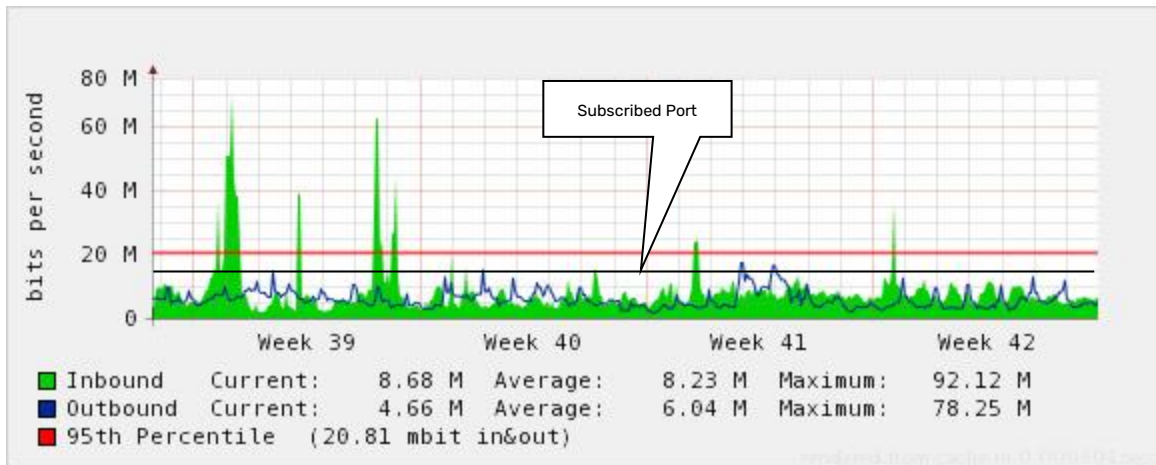 bits per second
80 M
60 M
40 M
20 M
0
Subscribed Port
Week 39 Week 40 Week 41 Week 42
Inbound Current: 8.68 M Average: 8.23 M Maximum: 92.12 M
Outbound Current: 4.66 M Average: 6.04 M Maximum: 78.25 M
95th Percentile (20.81 mbit in&out)